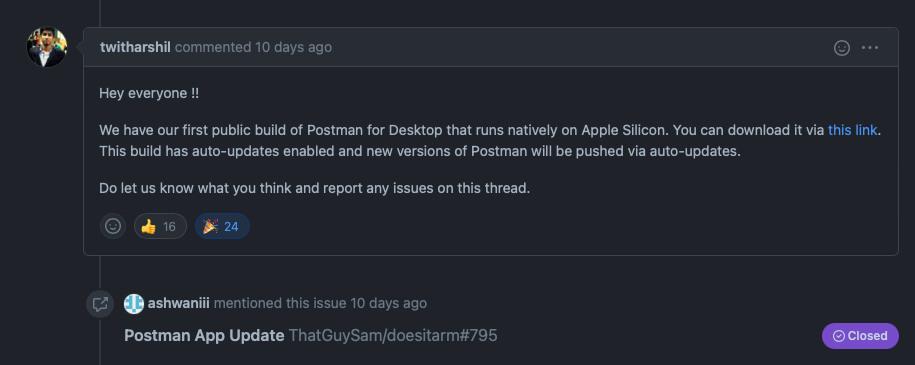 twitharshil commented 10 days ago
Hey everyone !!
We have our first public build of Postman for Desktop that runs natively on Apple Silicon. You can download it via this link.
This build has auto-updates enabled and new versions of Postman will be pushed via auto-updates.
Do let us know what you think and report any issues on this thread.
16 24
ashwaniii mentioned this issue 10 days ago
Postman App Update ThatGuySam/doesitarm#795
Closed